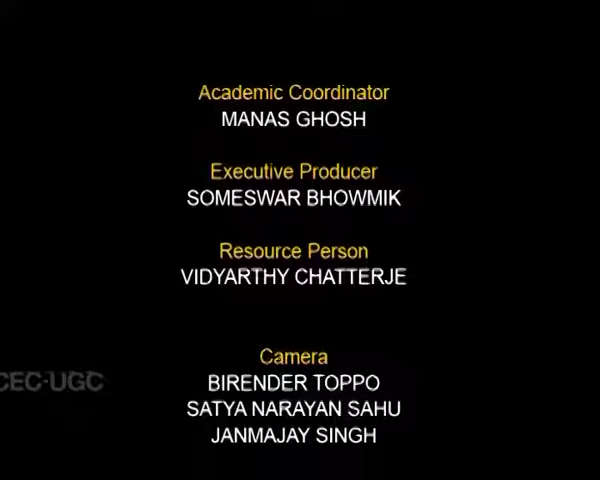 Academic Coordinator
MANAS GHOSH
Executive Producer
SOMESWAR BHOWMIK
Resource Person
VIDYARTHY CHATTERJE
Camera
CEC-UGC
BIRENDER TOPPO
SATYA NARAYAN SAHU
JANMAJAY SINGH